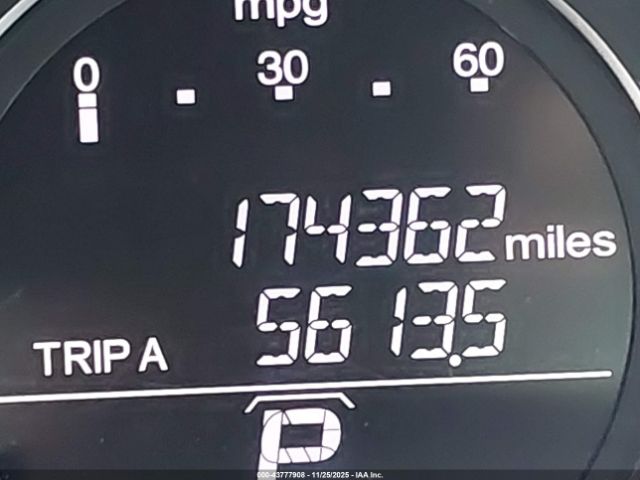 mpg
0 30 60
174362 miles
TRIP A 5613.5
P
000-43777908 - 11/25/2025 - IAA Inc.